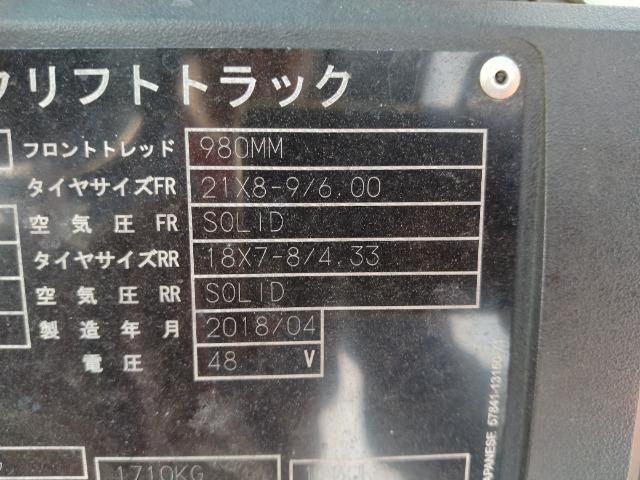 リフトトラック
フロントトレッド 980MM
タイヤサイズFR 21X8-9/6.00
空気圧 FR SOLID
タイヤサイズRR 18X7-8/4.33
空気圧 RR SOLID
製造年月 2018/04
電圧 48 V
1710KG
JAPANESE